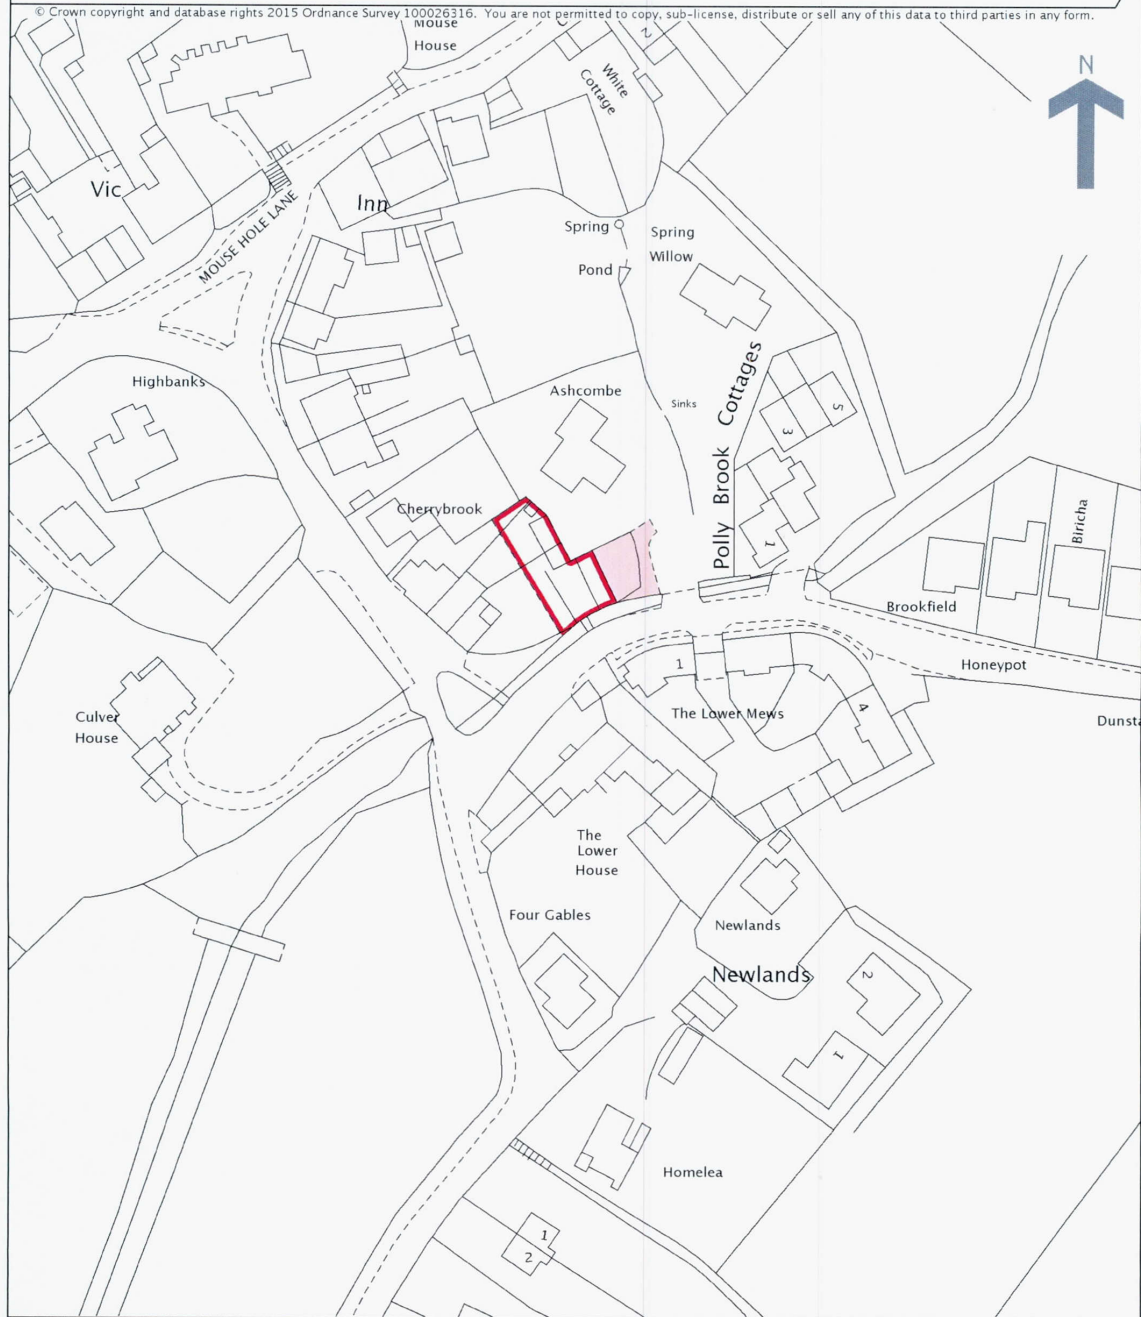 © Crown copyright and database rights 2015 Ordnance Survey 100026316. You are not permitted to copy, sub-license, distribute or sell any of this data to third parties in any form.
Mouse
House
2
White
Cottage
N
Vic
Inn
MOUSE HOLE LANE
Spring
Spring
Willow
Pond
Highbanks
Ashcombe
Sinks
Polly Brook Cottages
5
3
1
Cherrybrook
Biricha
Brookfield
Honeypot
1
The Lower Mews
4
Culver
House
The
Lower
House
Four Gables
Newlands
Newlands
2
1
Homelea
1
2